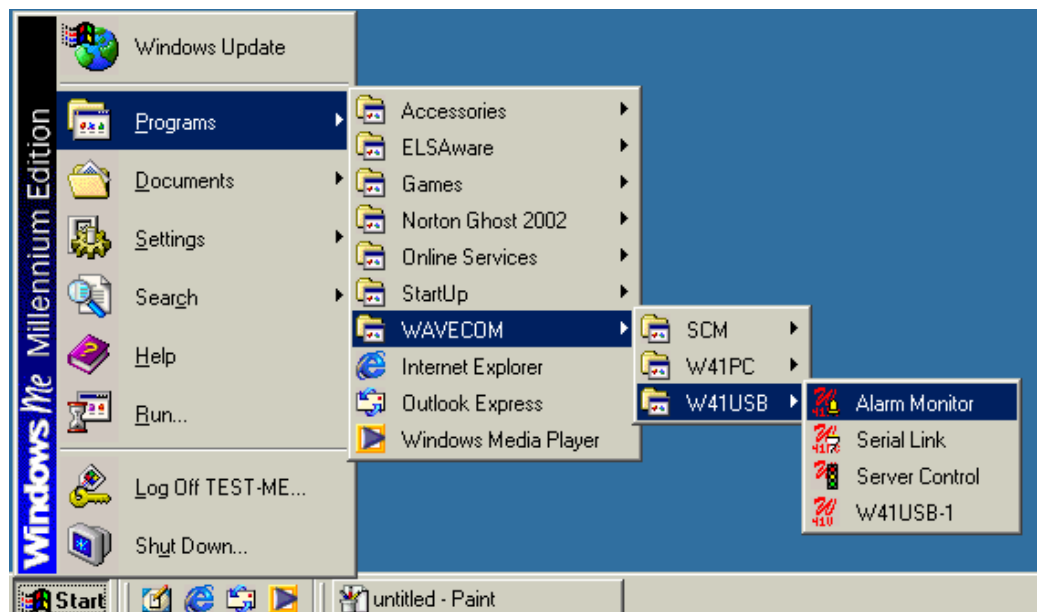 Windows Me Millennium Edition
Windows Update
Programs
Documents
Settings
Search
Help
Run...
Log Off TEST-ME...
Shut Down...
Accessories
ELSAware
Games
Norton Ghost 2002
Online Services
StartUp
WAVECOM
Internet Explorer
Outlook Express
Windows Media Player
SCM
W41PC
W41USB
Alarm Monitor
Serial Link
Server Control
W41USB-1
Start
untitled - Paint